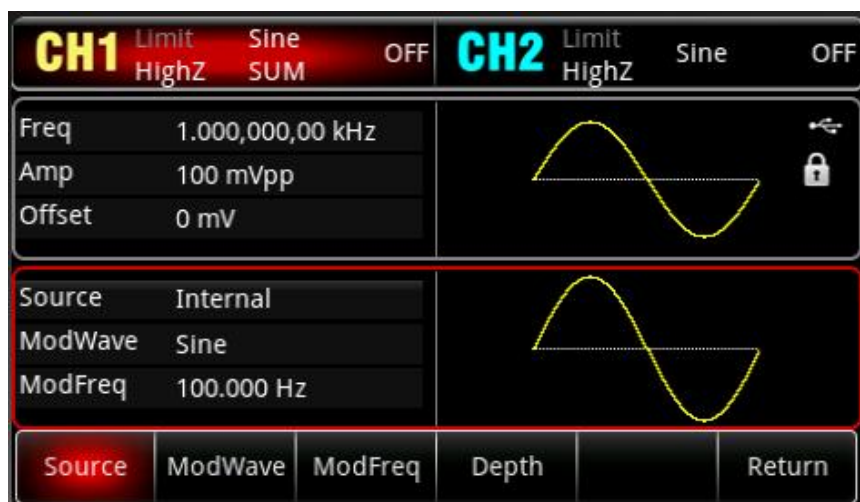 CH1 Limit Sine OFF CH2 Limit Sine OFF
HighZ SUM HighZ
Freq 1.000,000,00 kHz
Amp 100 mVpp
Offset 0 mV
Source Internal
ModWave Sine
ModFreq 100.000 Hz
Source ModWave ModFreq Depth Return